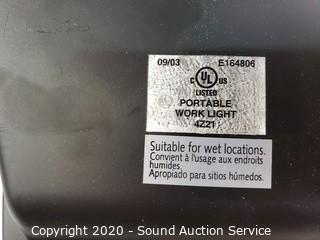 09/03 E164806
C UL US
LISTED
PORTABLE
WORK LIGHT
4Z21
Suitable for wet locations.
Convient à l'usage aux endroits
humides.
Apropiado para sitios húmedos.
Copyright 2020 - Sound Auction Service